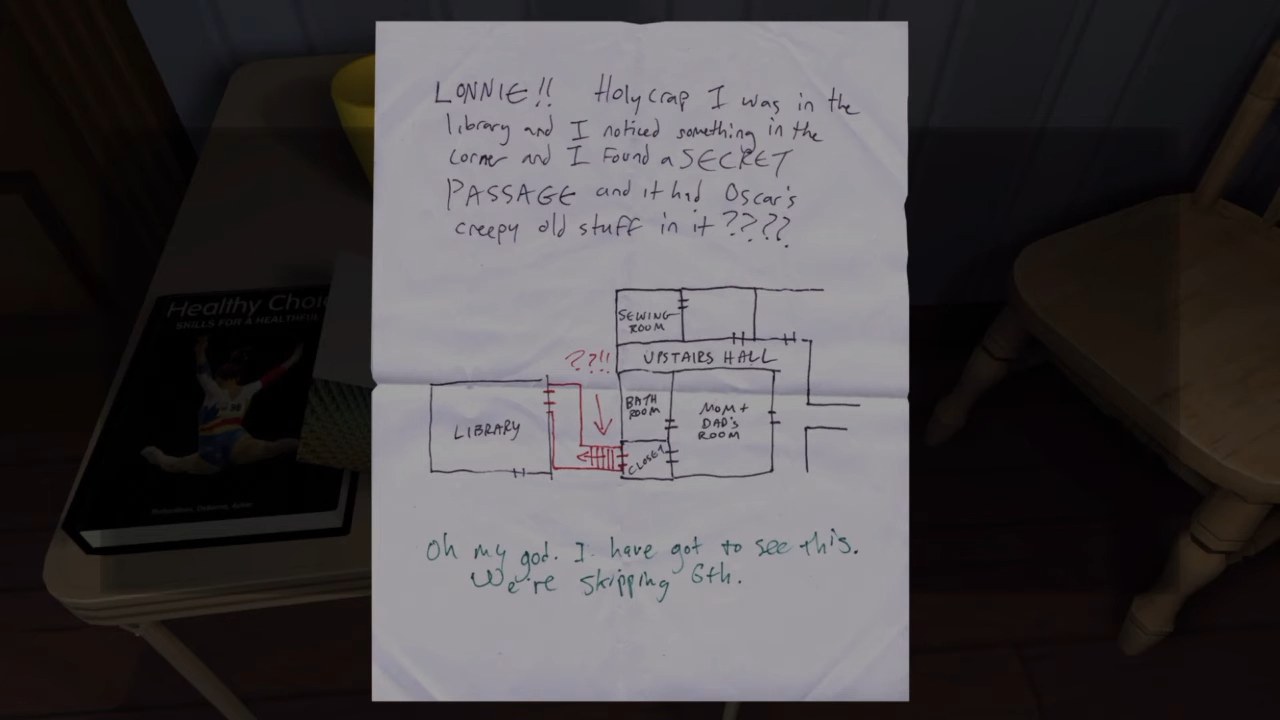 LONNIE!! Holy crap I was in the
library and I noticed something in the
corner and I found a SECRET
PASSAGE and it had Oscar's
creepy old stuff in it ????
SEWING
ROOM
UPSTAIRS HALL
??!!
BATH
ROOM
MOM +
DAD'S
ROOM
LIBRARY
CLOSET
Oh my god. I have got to see this.
We're skipping 6th.
Healthy Choi
SKILLS FOR A HEALTHFUL